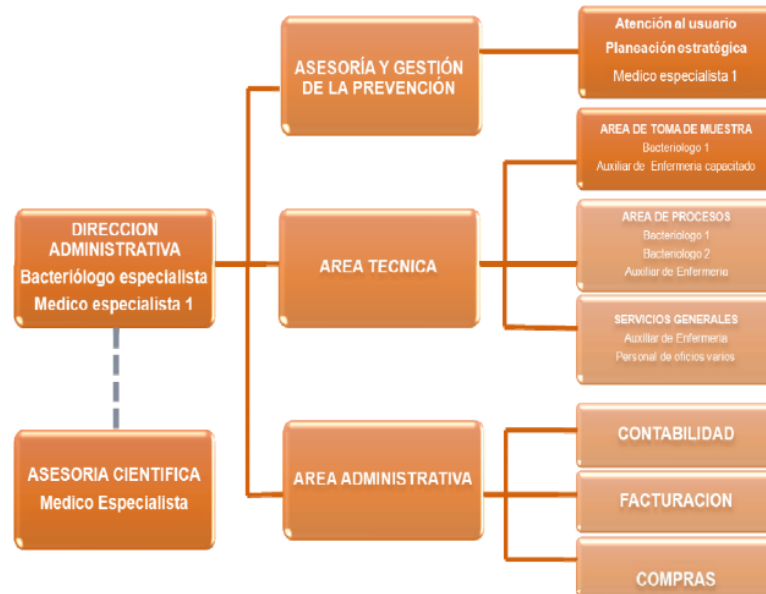 Atención al usuario
Planeación estratégica
Medico especialista 1
ASESORÍA Y GESTIÓN
DE LA PREVENCIÓN
AREA DE TOMA DE MUESTRA
Bacteriologo 1
Auxiliar de Enfermeria capacitado
DIRECCION
ADMINISTRATIVA
Bacteriólogo especialista
Medico especialista 1
AREA TECNICA
AREA DE PROCESOS
Bacteriologo 1
Bacteriologo 2
Auxiliar de Enfermeria
SERVICIOS GENERALES
Auxiliar de Enfermeria
Personal de oficios varios
ASESORIA CIENTIFICA
Medico Especialista
AREA ADMINISTRATIVA
CONTABILIDAD
FACTURACION
COMPRAS